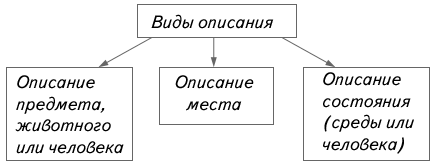 Виды описания
Описание
предмета,
животного
или человека
Описание
места
Описание
состояния
(среды или
человека)